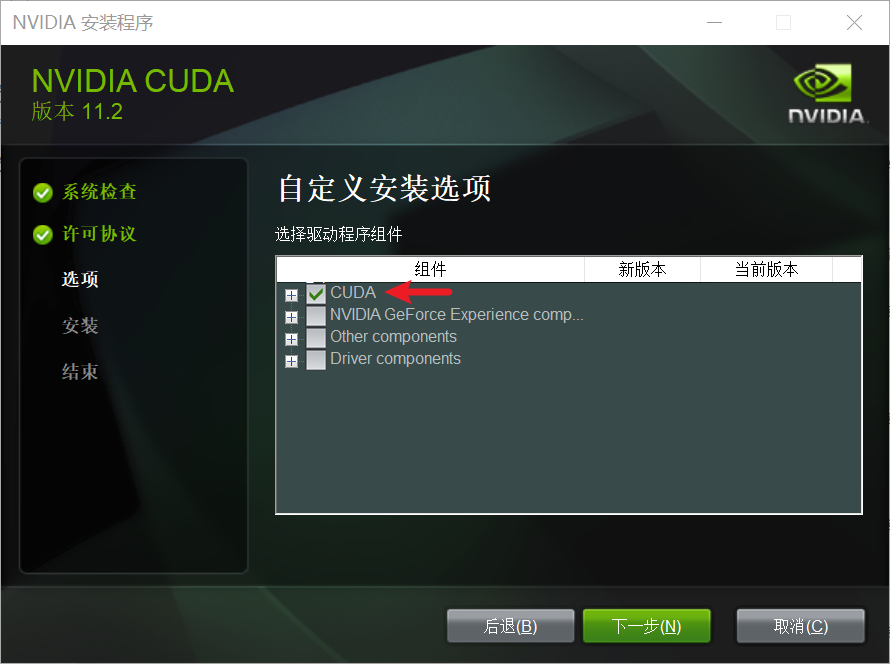 NVIDIA 安装程序
NVIDIA CUDA
版本 11.2
NVIDIA
系统检查
许可协议
选项
安装
结束
自定义安装选项
选择驱动程序组件
组件 新版本 当前版本
CUDA
NVIDIA GeForce Experience comp...
Other components
Driver components
后退(B) 下一步(N) 取消(C)